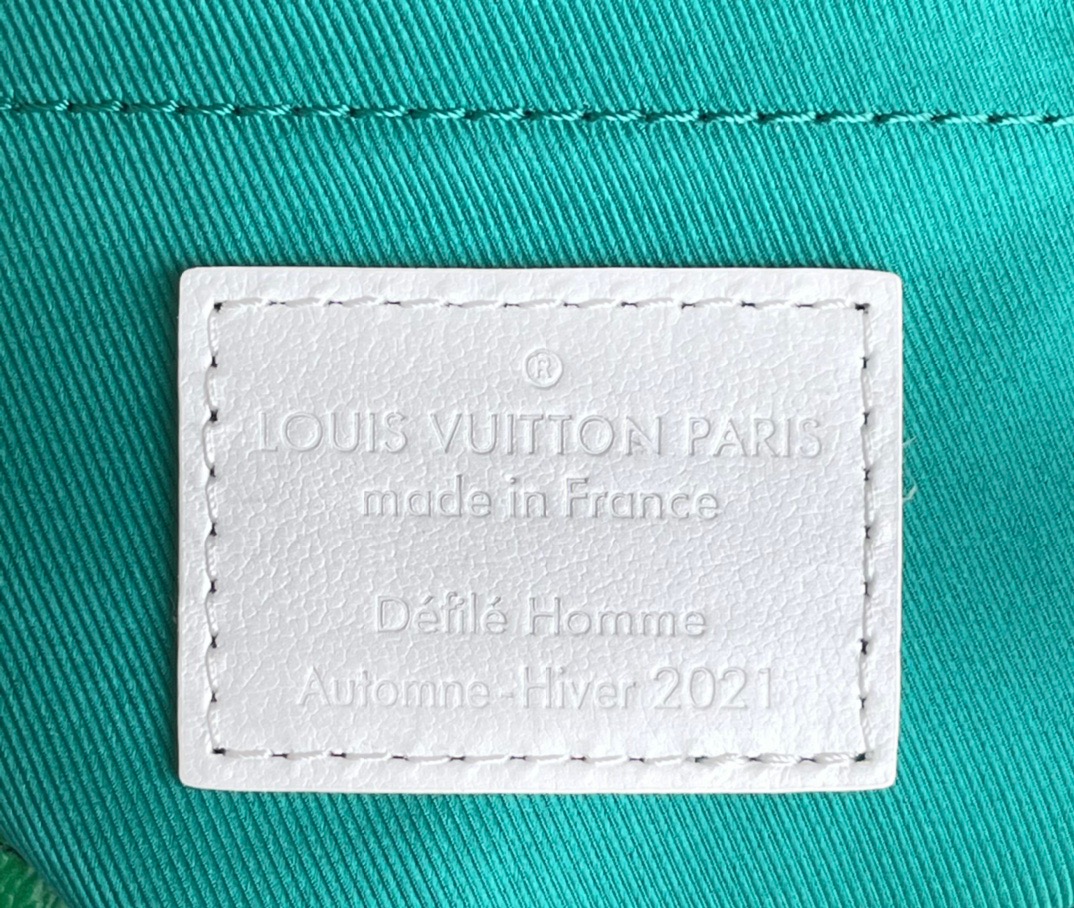 ®
LOUIS VUITTON PARIS
made in France
Défilé Homme
Automne-Hiver 2021